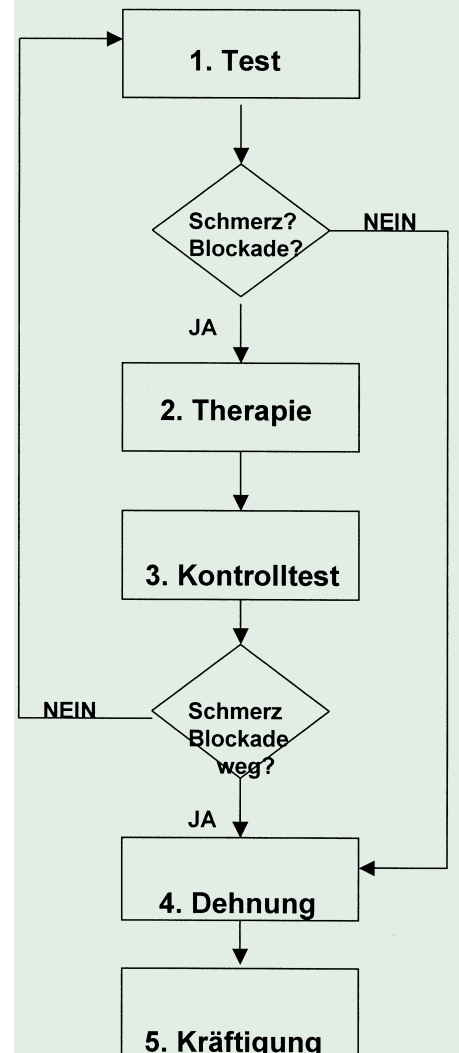 1. Test
Schmerz?
Blockade?
NEIN
JA
2. Therapie
3. Kontrolltest
NEIN
Schmerz
Blockade
weg?
JA
4. Dehnung
5. Kräftigung